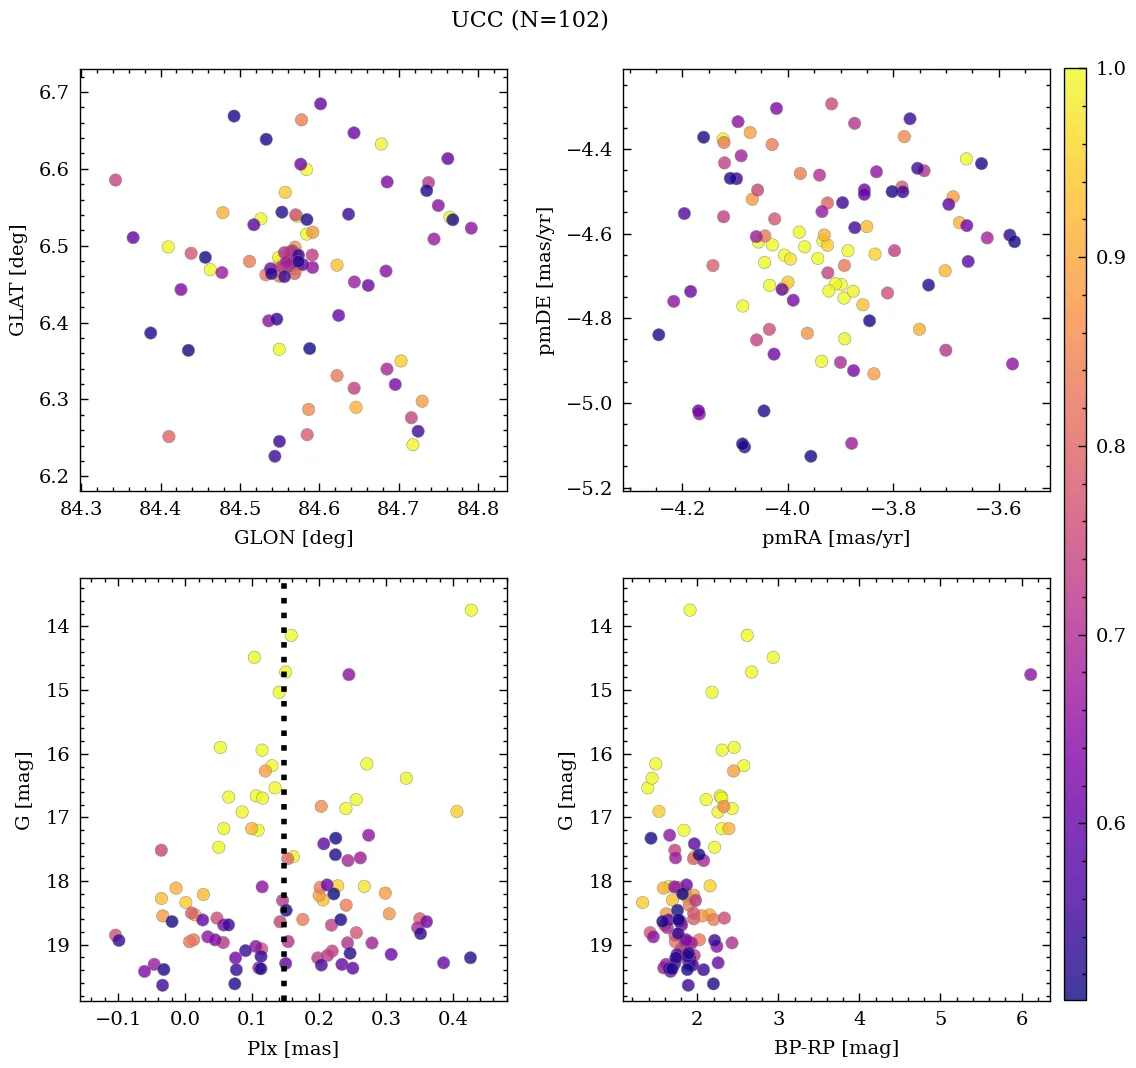 UCC (N=102)
6.7
6.6
6.5
6.4
6.3
6.2
GLAT [deg]
84.3 84.4 84.5 84.6 84.7 84.8
GLON [deg]
−4.4
−4.6
−4.8
−5.0
−5.2
pmDE [mas/yr]
−4.2 −4.0 −3.8 −3.6
pmRA [mas/yr]
1.0
0.9
0.8
0.7
0.6
14
15
16
17
18
19
G [mag]
−0.1 0.0 0.1 0.2 0.3 0.4
Plx [mas]
14
15
16
17
18
19
G [mag]
2 3 4 5 6
BP-RP [mag]